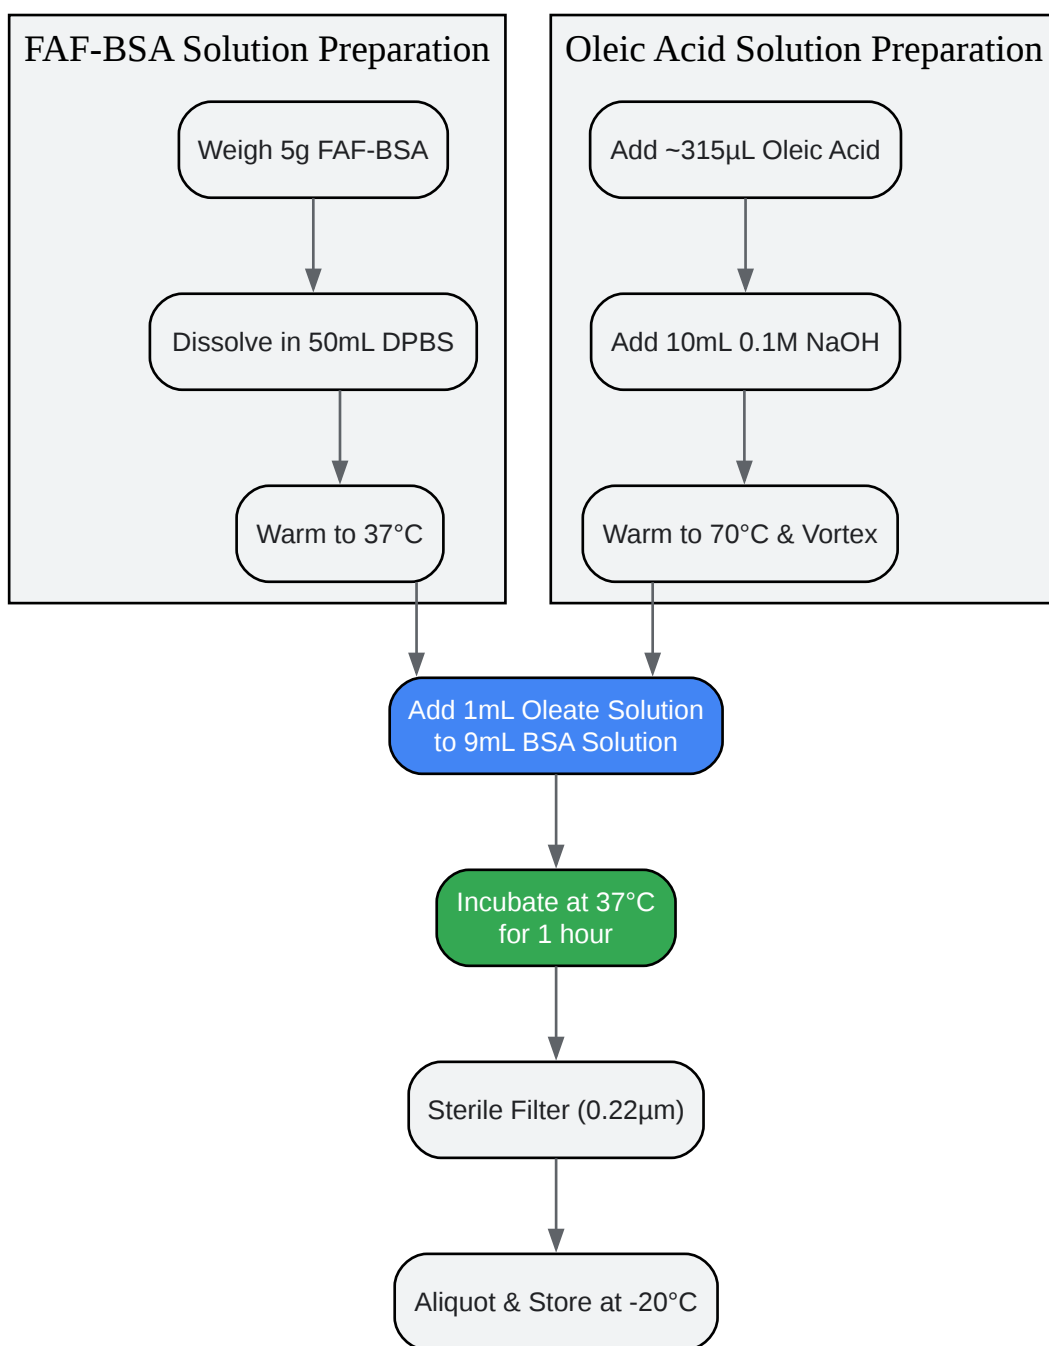 FAF-BSA Solution Preparation
Weigh 5g FAF-BSA
Dissolve in 50mL DPBS
Warm to 37°C
Oleic Acid Solution Preparation
Add ~315µL Oleic Acid
Add 10mL 0.1M NaOH
Warm to 70°C & Vortex
Add 1mL Oleate Solution
to 9mL BSA Solution
Incubate at 37°C
for 1 hour
Sterile Filter (0.22µm)
Aliquot & Store at -20°C